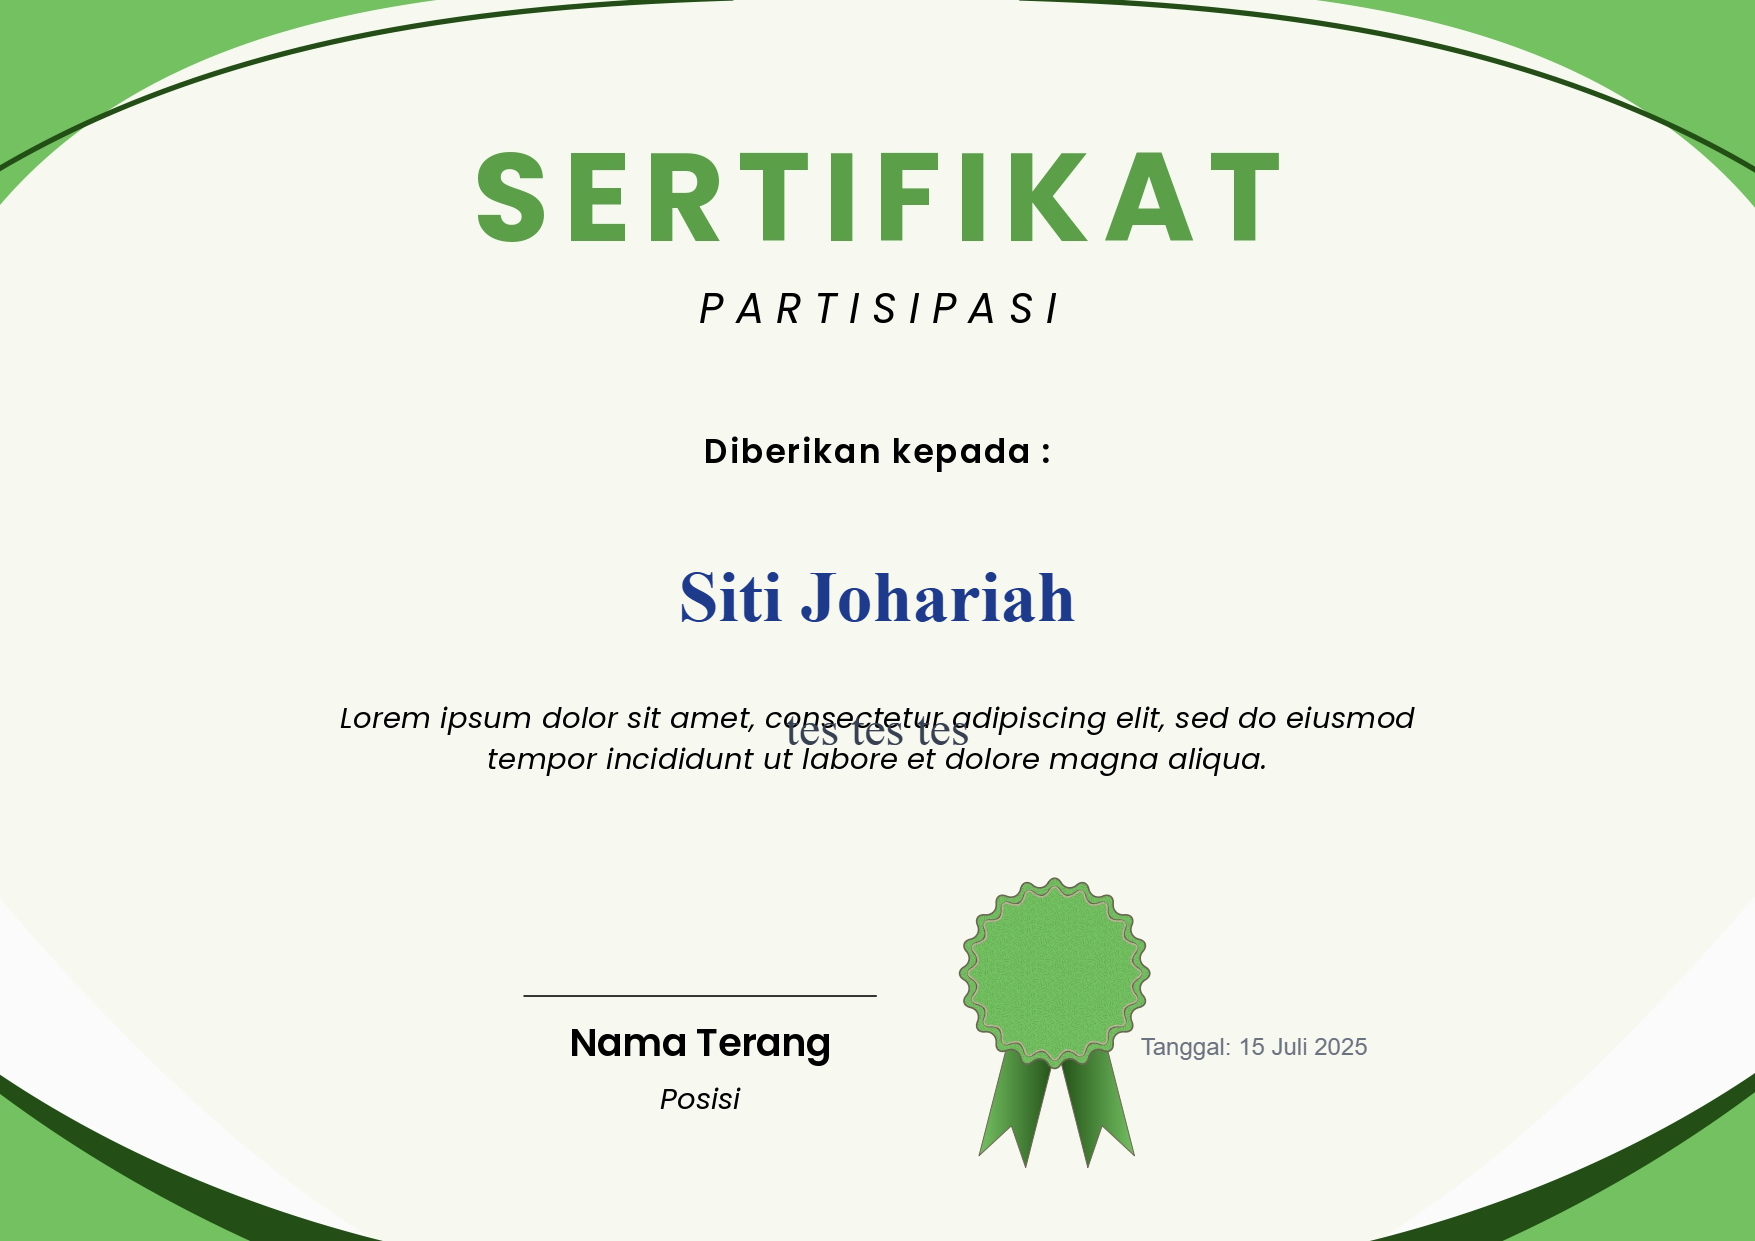 SERTIFIKAT
PARTISIPASI
Diberikan kepada :
Siti Johariah
Lorem ipsum dolor sit amet, consectetur adipiscing elit, sed do eiusmod
tes tes tes
tempor incididunt ut labore et dolore magna aliqua.
Nama Terang
Tanggal: 15 Juli 2025
Posisi